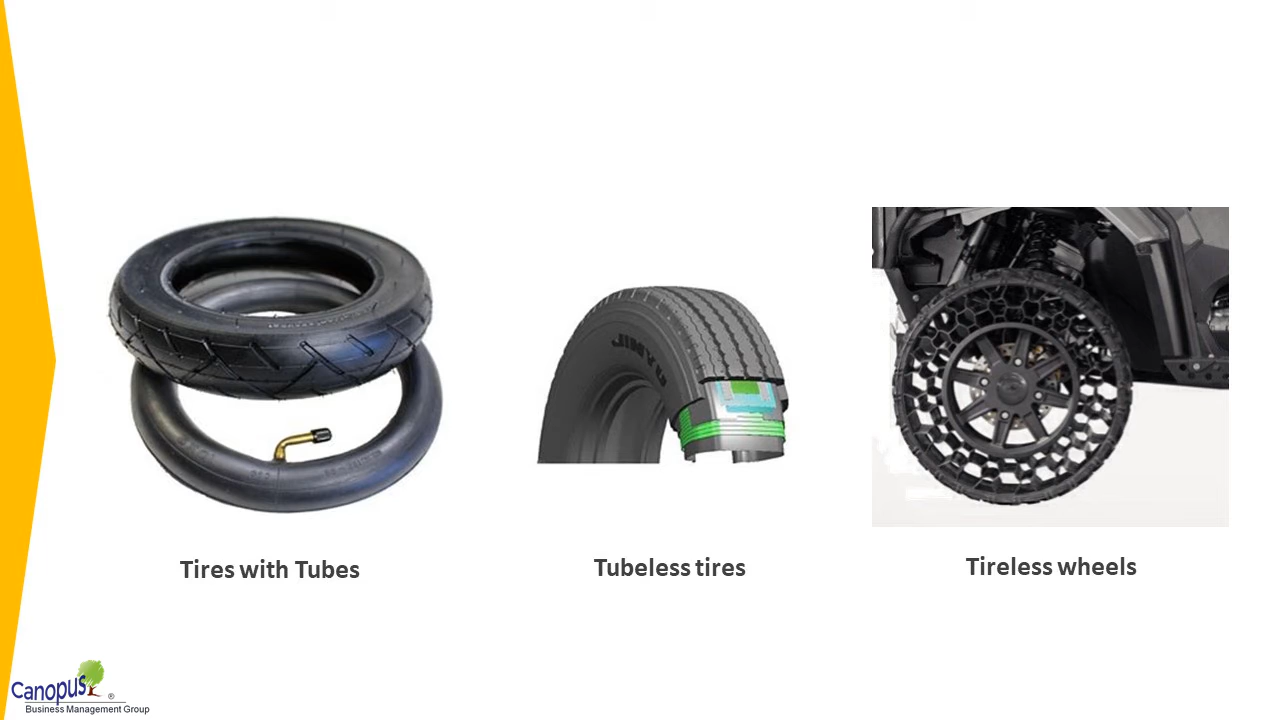 Tires with Tubes
Tubeless tires
Tireless wheels
Canopus ®
Business Management Group